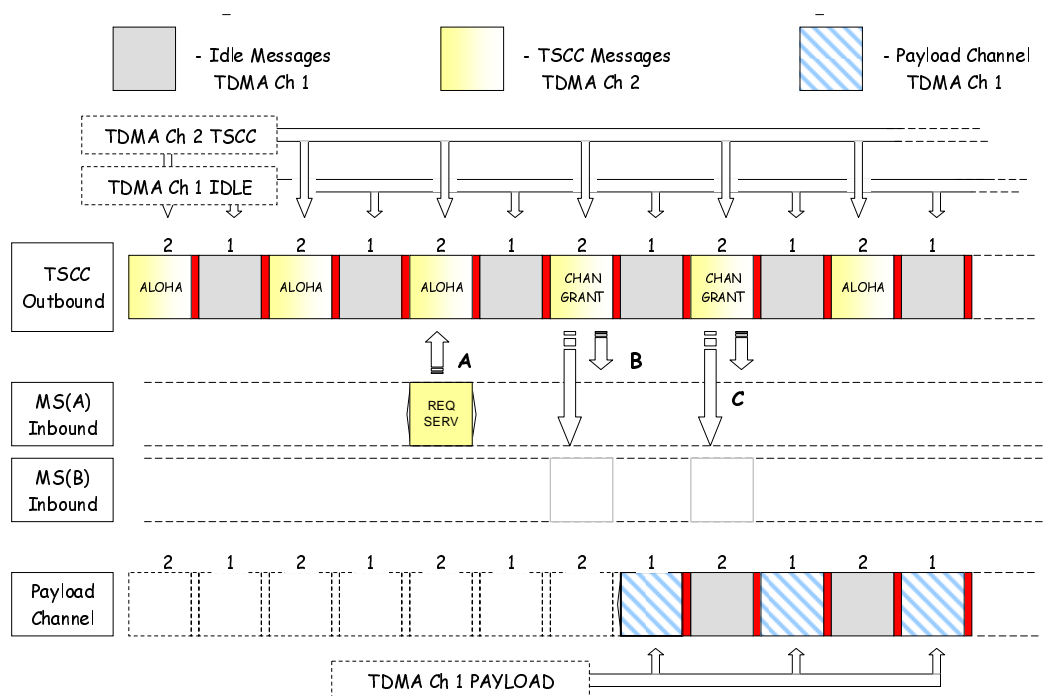 - Idle Messages
TDMA Ch 1
- TSCC Messages
TDMA Ch 2
- Payload Channel
TDMA Ch 1
TDMA Ch 2 TSCC
TDMA Ch 1 IDLE
2 1 2 1 2 1 2 1 2 1 2 1
TSCC
Outbound
ALOHA
ALOHA
ALOHA
CHAN
GRANT
CHAN
GRANT
ALOHA
A
B
C
MS(A)
Inbound
REQ
SERV
MS(B)
Inbound
2 1 2 1 2 1 2 1 2 1 2 1
Payload
Channel
TDMA Ch 1 PAYLOAD